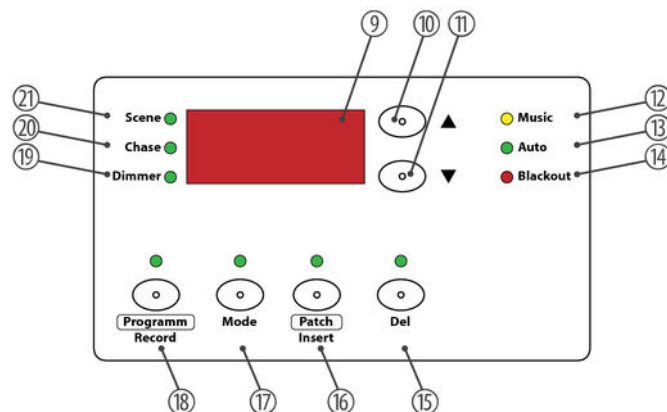 ⑨ ⑩ ⑪
㉑ Scene Music ⑫
⑳ Chase Auto ⑬
⑲ Dimmer Blackout ⑭
Programm Mode Patch Del
Record Insert
⑱ ⑰ ⑯ ⑮